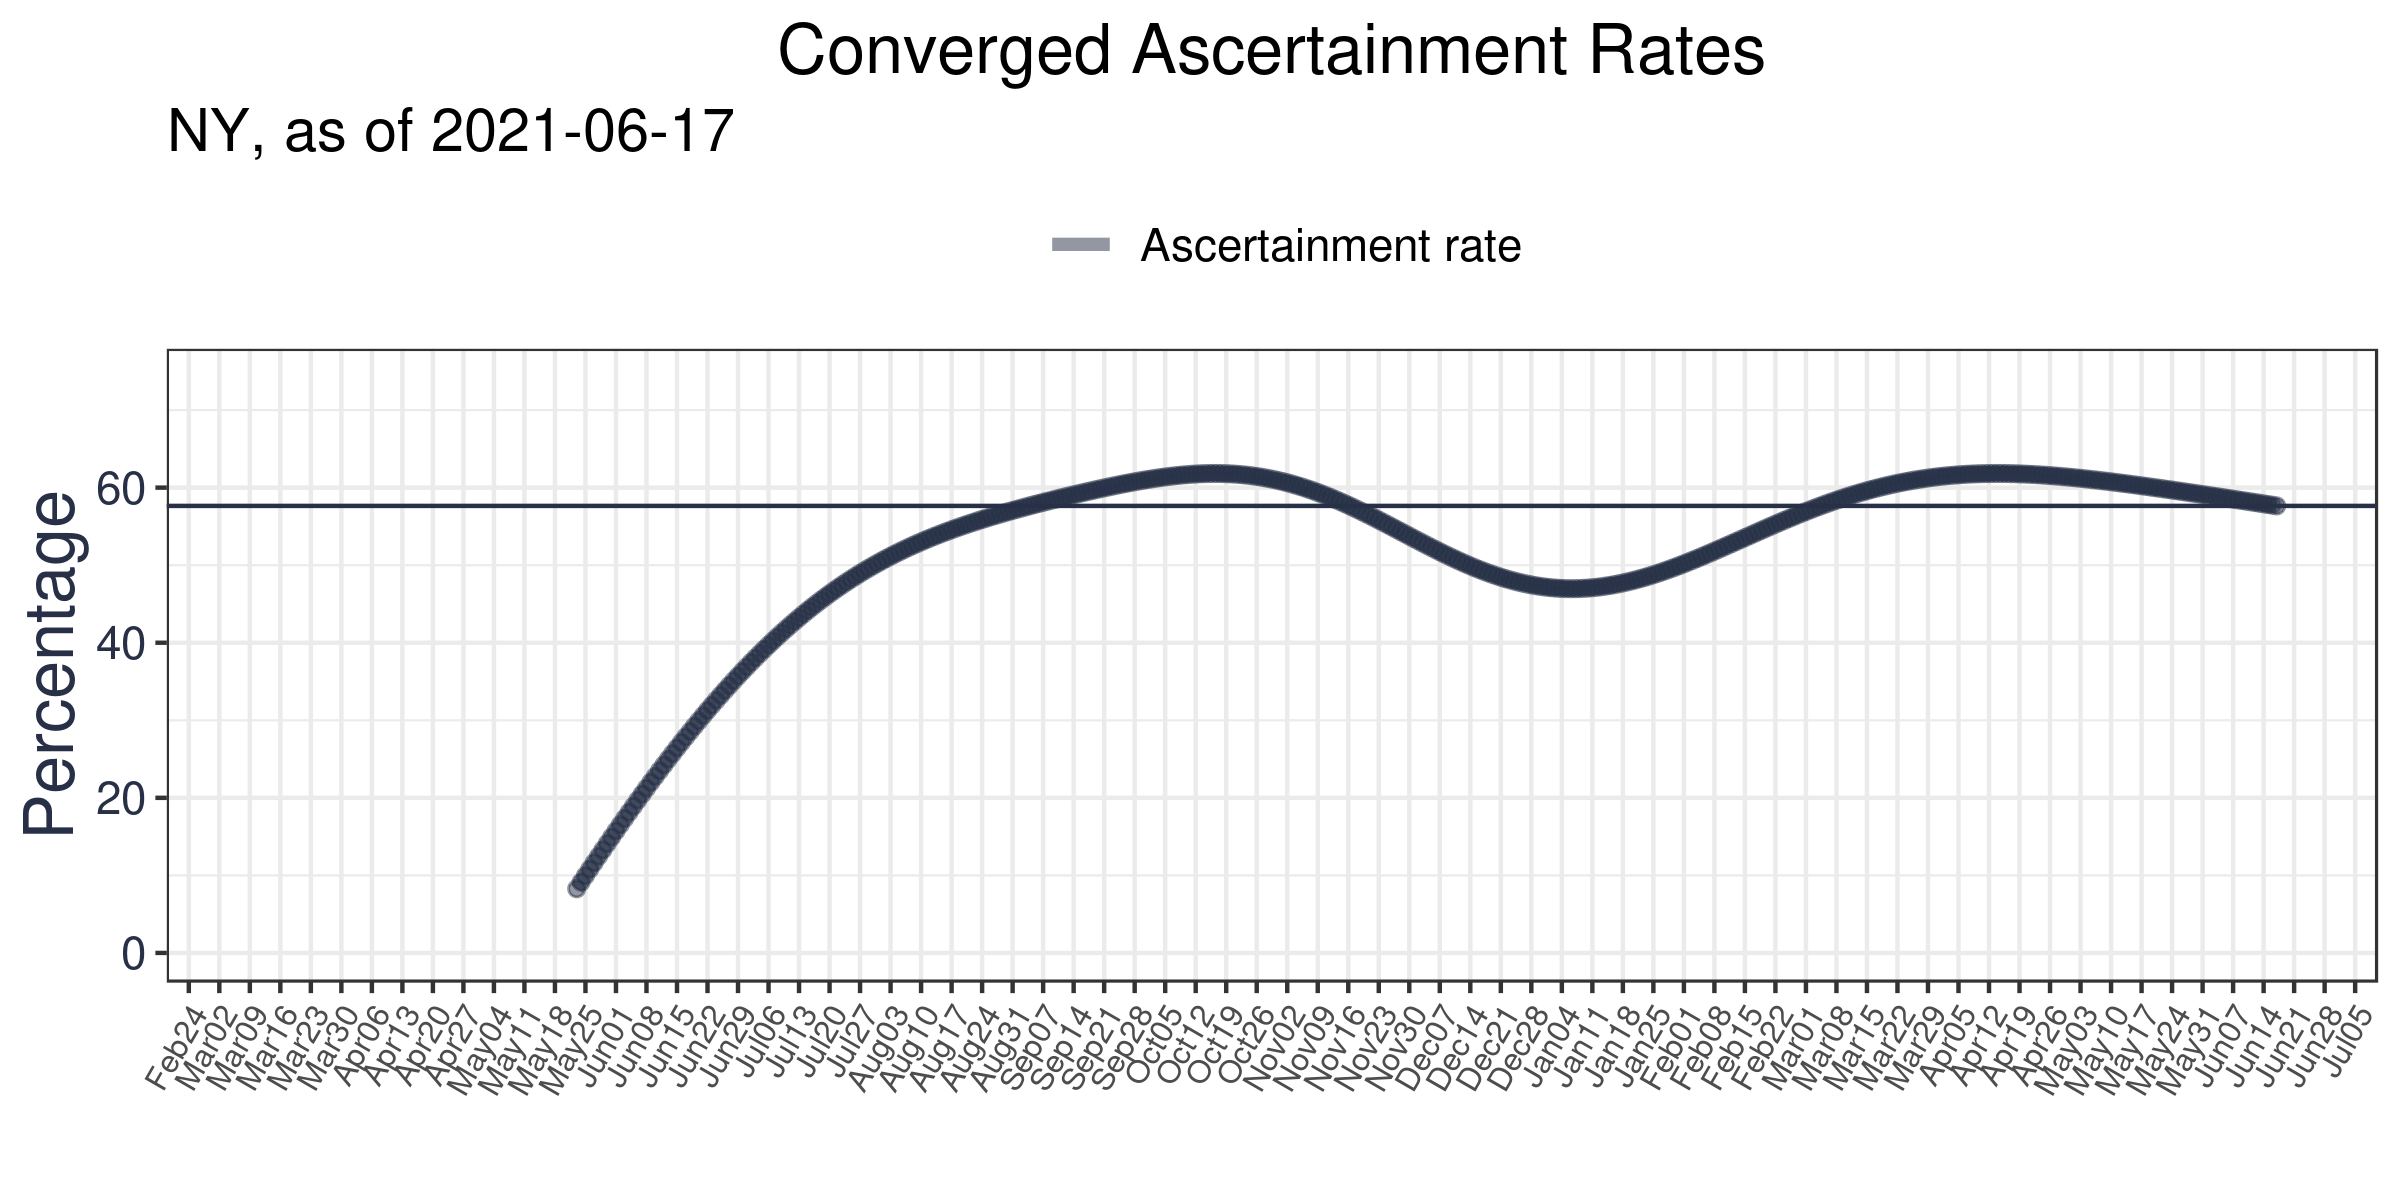 Converged Ascertainment Rates
NY, as of 2021-06-17
Ascertainment rate
Percentage
60
40
20
0
Feb24
Mar02
Mar09
Mar16
Mar23
Mar30
Apr06
Apr13
Apr20
Apr27
May04
May11
May18
May25
Jun01
Jun08
Jun15
Jun22
Jun29
Jul06
Jul13
Jul20
Jul27
Aug03
Aug10
Aug17
Aug24
Aug31
Sep07
Sep14
Sep21
Sep28
Oct05
Oct12
Oct19
Oct26
Nov02
Nov09
Nov16
Nov23
Nov30
Dec07
Dec14
Dec21
Dec28
Jan04
Jan11
Jan18
Jan25
Feb01
Feb08
Feb15
Feb22
Mar01
Mar08
Mar15
Mar22
Mar29
Apr05
Apr12
Apr19
Apr26
May03
May10
May17
May24
May31
Jun07
Jun14
Jun21
Jun28
Jul05